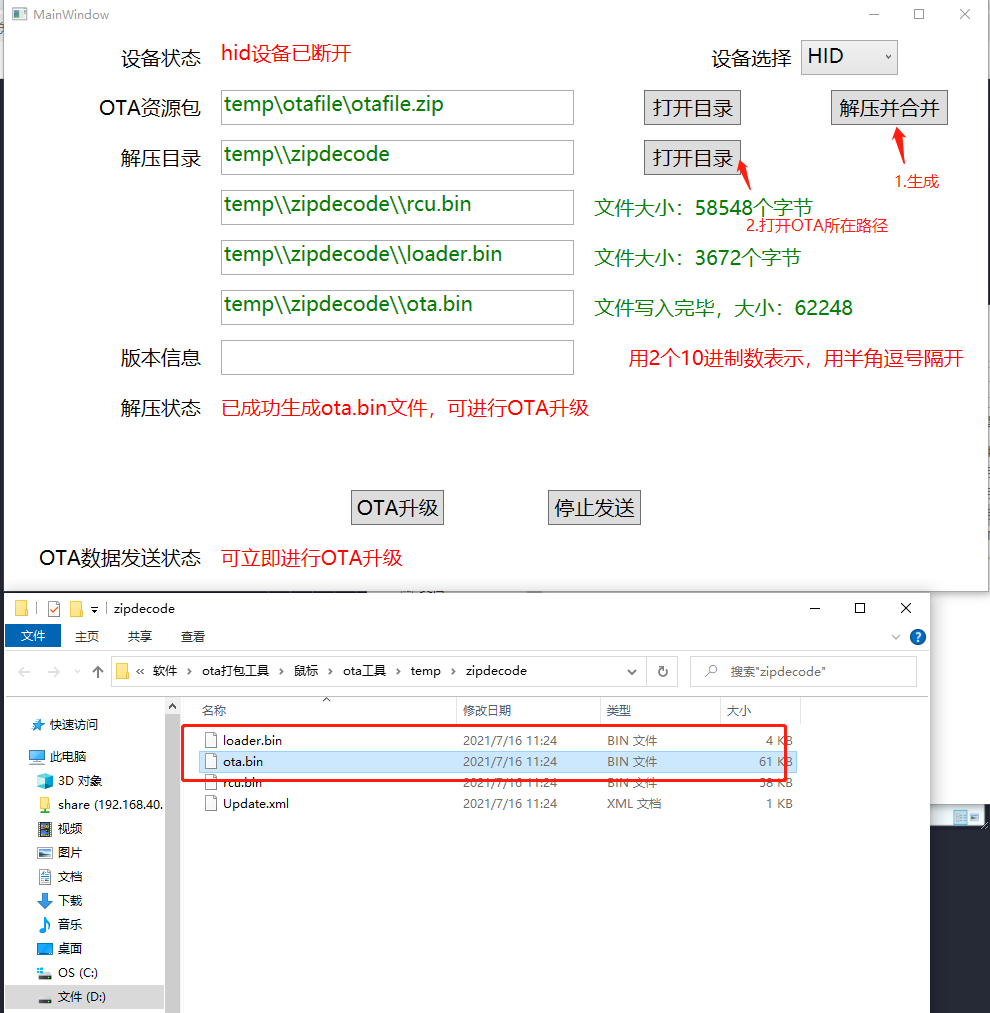 MainWindow
设备状态 hid设备已断开 设备选择 HID
OTA资源包 temp\otafile\otafile.zip 打开目录 解压并合并
解压目录 temp\\zipdecode 打开目录
1.生成
temp\\zipdecode\\rcu.bin 文件大小：58548个字节
2.打开OTA所在路径
temp\\zipdecode\\loader.bin 文件大小：3672个字节
temp\\zipdecode\\ota.bin 文件写入完毕，大小：62248
版本信息 用2个10进制数表示，用半角逗号隔开
解压状态 已成功生成ota.bin文件，可进行OTA升级
OTA升级 停止发送
OTA数据发送状态 可立即进行OTA升级
zipdecode
文件 主页 共享 查看
« 软件 › ota打包工具 › 鼠标 › ota工具 › temp › zipdecode 搜索"zipdecode"
名称 修改日期 类型 大小
快速访问
此电脑
3D 对象
share (192.168.40.
视频
图片
文档
下载
音乐
桌面
OS (C:)
文件 (D:)
loader.bin 2021/7/16 11:24 BIN 文件 4 KB
ota.bin 2021/7/16 11:24 BIN 文件 61 KB
rcu.bin 2021/7/16 11:24 BIN 文件 58 KB
Update.xml 2021/7/16 11:24 XML 文档 1 KB